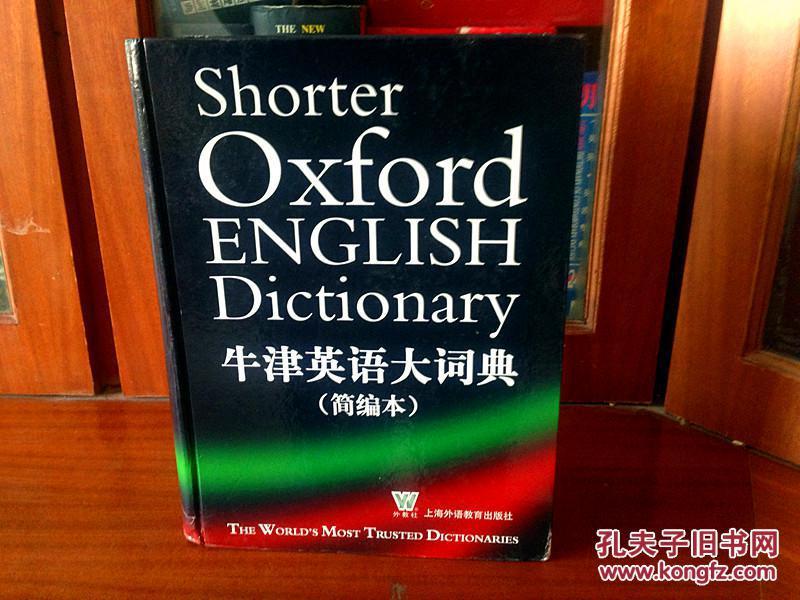 THE NEW
Shorter
Oxford
ENGLISH
Dictionary
牛津英语大词典
(简编本)
W
外教社
上海外语教育出版社
THE WORLD'S MOST TRUSTED DICTIONARIES
孔夫子旧书网
www.kongfz.com